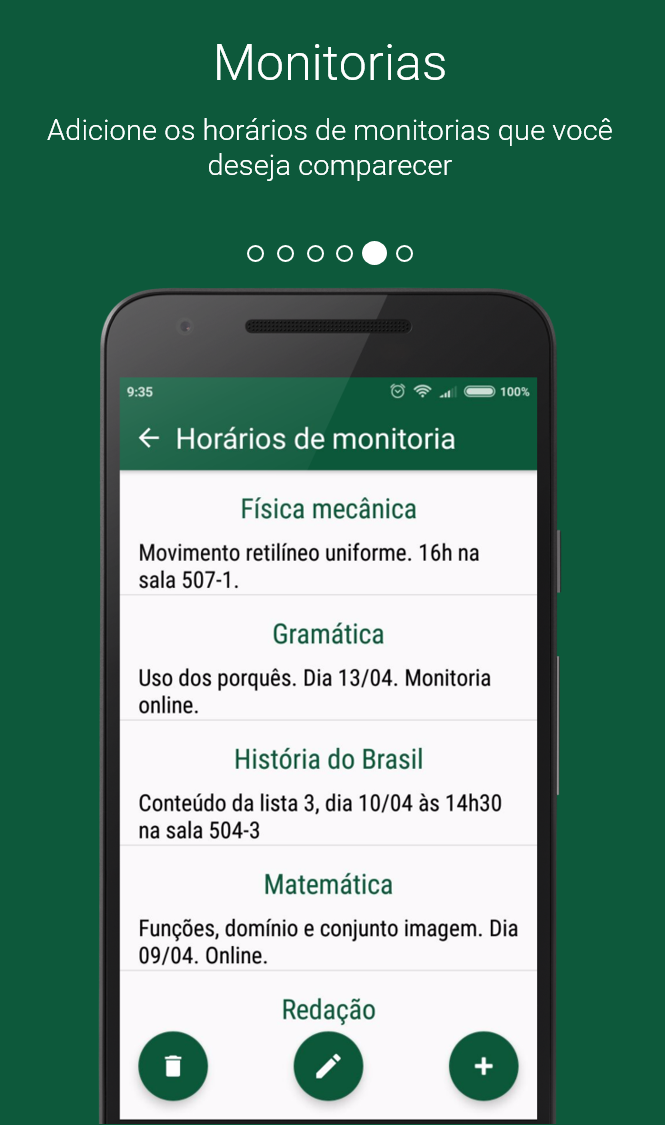 Monitorias
Adicione os horários de monitorias que você
deseja comparecer
9:35
100%
Horários de monitoria
Física mecânica
Movimento retilíneo uniforme. 16h na
sala 507-1.
Gramática
Uso dos porquês. Dia 13/04. Monitoria
online.
História do Brasil
Conteúdo da lista 3, dia 10/04 às 14h30
na sala 504-3
Matemática
Funções, domínio e conjunto imagem. Dia
09/04. Online.
Redação